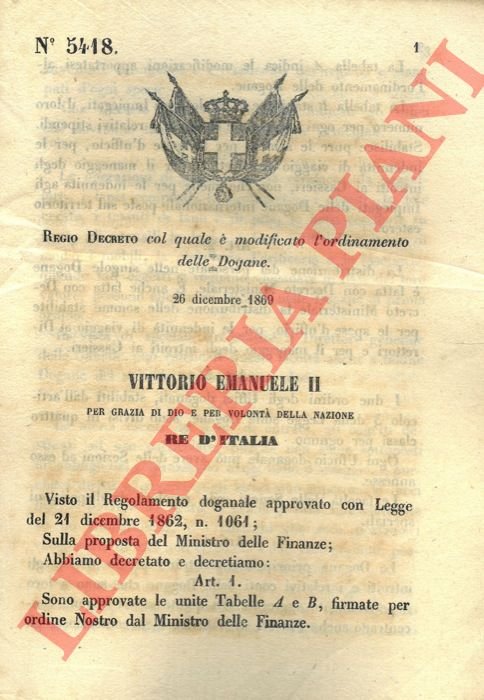 N° 5418.
1
REGIO DECRETO col quale è modificato l'ordinamento
delle Dogane.
26 dicembre 1869
VITTORIO EMANUELE II
PER GRAZIA DI DIO E PER VOLONTÀ DELLA NAZIONE
RE D'ITALIA
Visto il Regolamento doganale approvato con Legge
del 21 dicembre 1862, n. 1061;
Sulla proposta del Ministro delle Finanze;
Abbiamo decretato e decretiamo:
Art. 1.
Sono approvate le unite Tabelle A e B, firmate per
ordine Nostro dal Ministro delle Finanze.
LIBRERIA PIANI